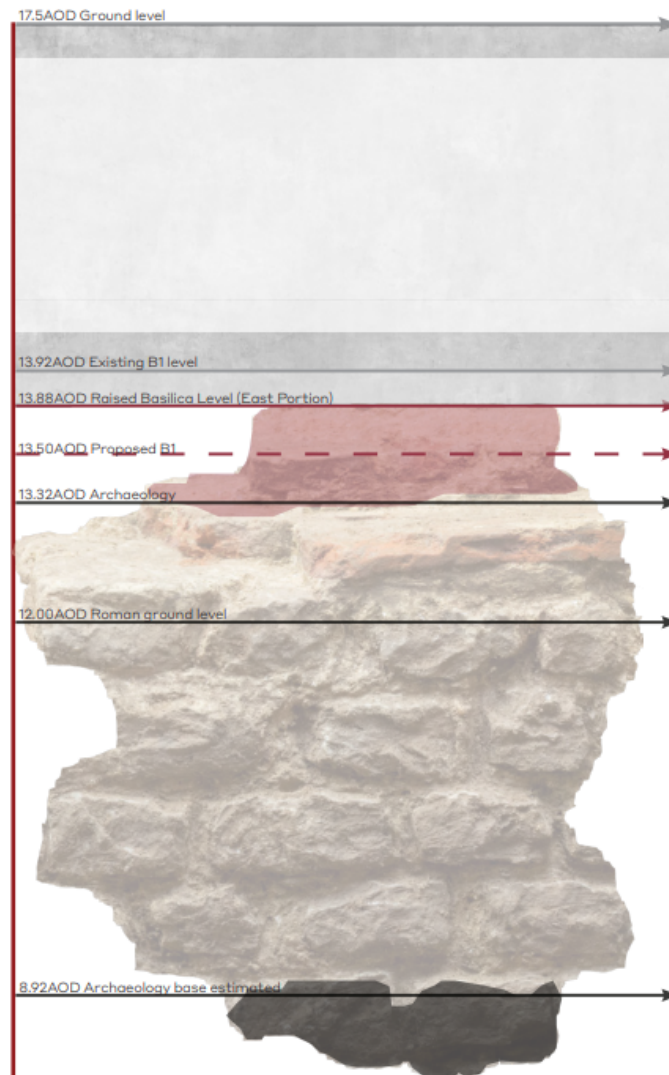 17.5AOD Ground level
13.92AOD Existing B1 level
13.88AOD Raised Basilica Level (East Portion)
13.50AOD Proposed B1
13.32AOD Archaeology
12.00AOD Roman ground level
8.92AOD Archaeology base estimated